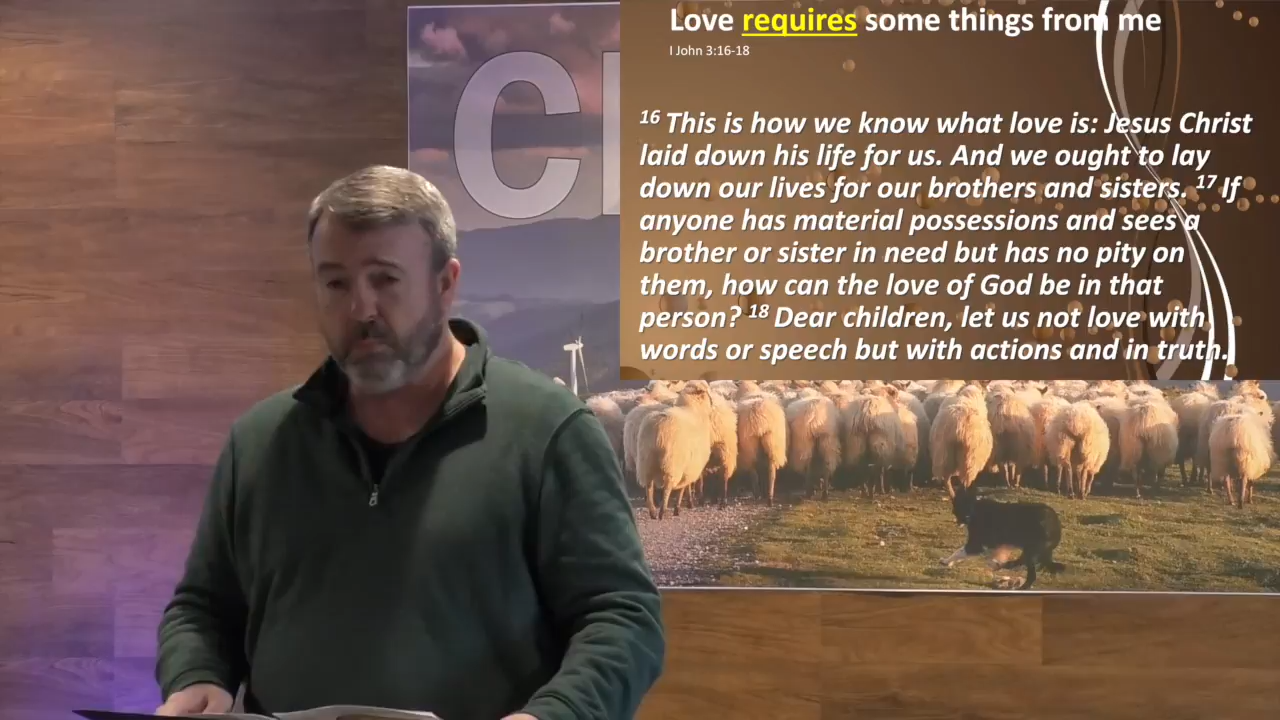 C
Love requires some things from me
I John 3:16-18
16 This is how we know what love is: Jesus Christ
laid down his life for us. And we ought to lay
down our lives for our brothers and sisters. 17 If
anyone has material possessions and sees a
brother or sister in need but has no pity on
them, how can the love of God be in that
person? 18 Dear children, let us not love with
words or speech but with actions and in truth.